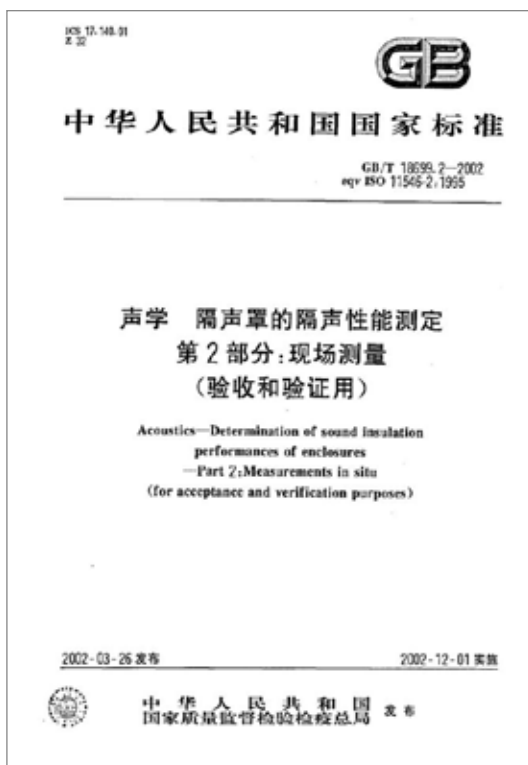 ICS 17.140.01
Z 32
GB
中华人民共和国国家标准
GB/T 18699.2—2002
eqv ISO 11546-2:1995
声学 隔声罩的隔声性能测定
第2部分:现场测量
(验收和验证用)
Acoustics—Determination of sound insulation
performances of enclosures
—Part 2:Measurements in situ
(for acceptance and verification purposes)
2002-03-26发布
2002-12-01实施
中华人民共和国
国家质量监督检验检疫总局
发布